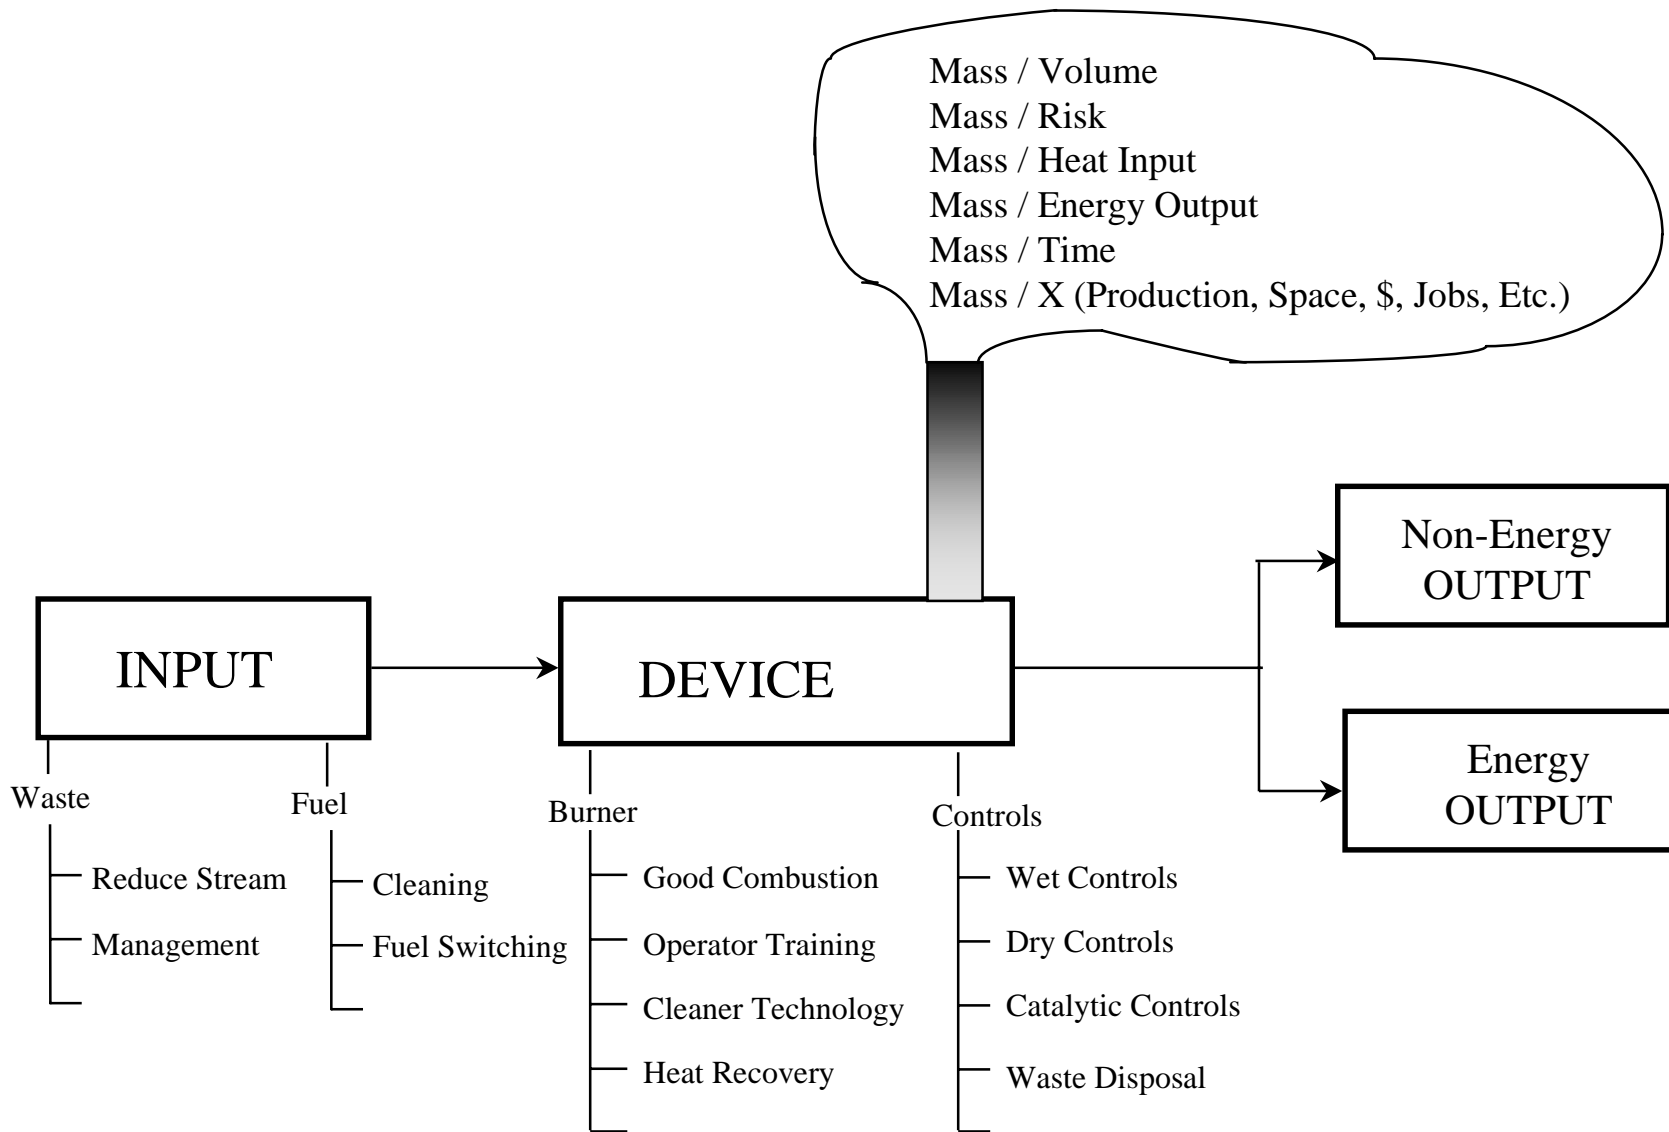 Mass / Volume
Mass / Risk
Mass / Heat Input
Mass / Energy Output
Mass / Time
Mass / X (Production, Space, $, Jobs, Etc.)
Non-Energy
OUTPUT
INPUT
DEVICE
Energy
OUTPUT
Waste
Reduce Stream
Management
Fuel
Cleaning
Fuel Switching
Burner
Good Combustion
Operator Training
Cleaner Technology
Heat Recovery
Controls
Wet Controls
Dry Controls
Catalytic Controls
Waste Disposal